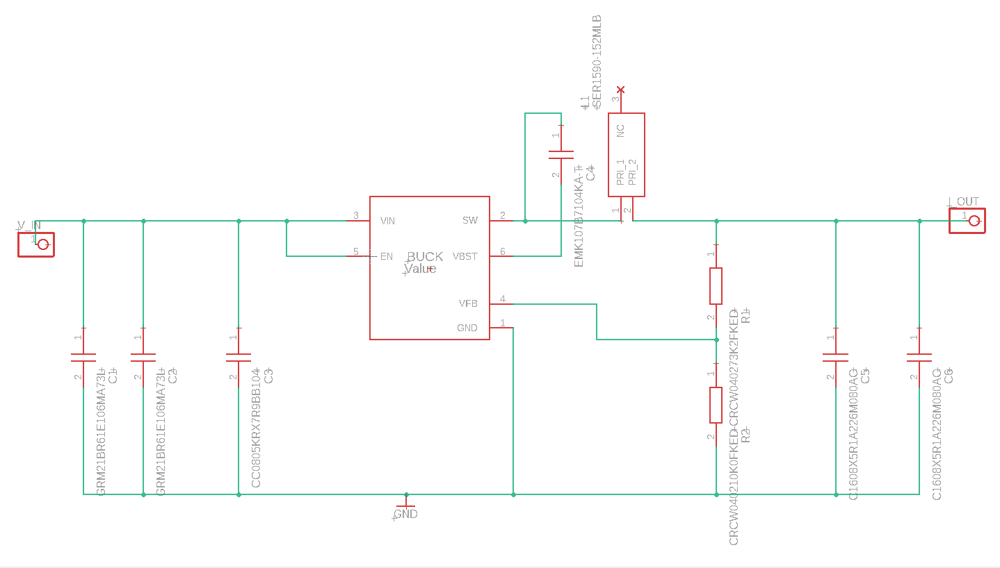 SER1590-152MLB
L1
3
NC
PRI_1
PRI_2
1
2
1
2
C4
EMK107B7104KA-T
V_IN
1
I_OUT
1
3
VIN
5
EN
BUCK
Value
SW
2
VBST
6
VFB
4
GND
1
1
2
R1
CRCW040273K2FKED
1
2
R2
CRCW040210K0FKED
1
2
C1
GRM21BR61E106MA73L
1
2
C2
GRM21BR61E106MA73L
1
2
C3
CC0805KRX7R9BB104
1
2
C5
C1608X5R1A226M080AC
1
2
C6
C1608X5R1A226M080AC
GND